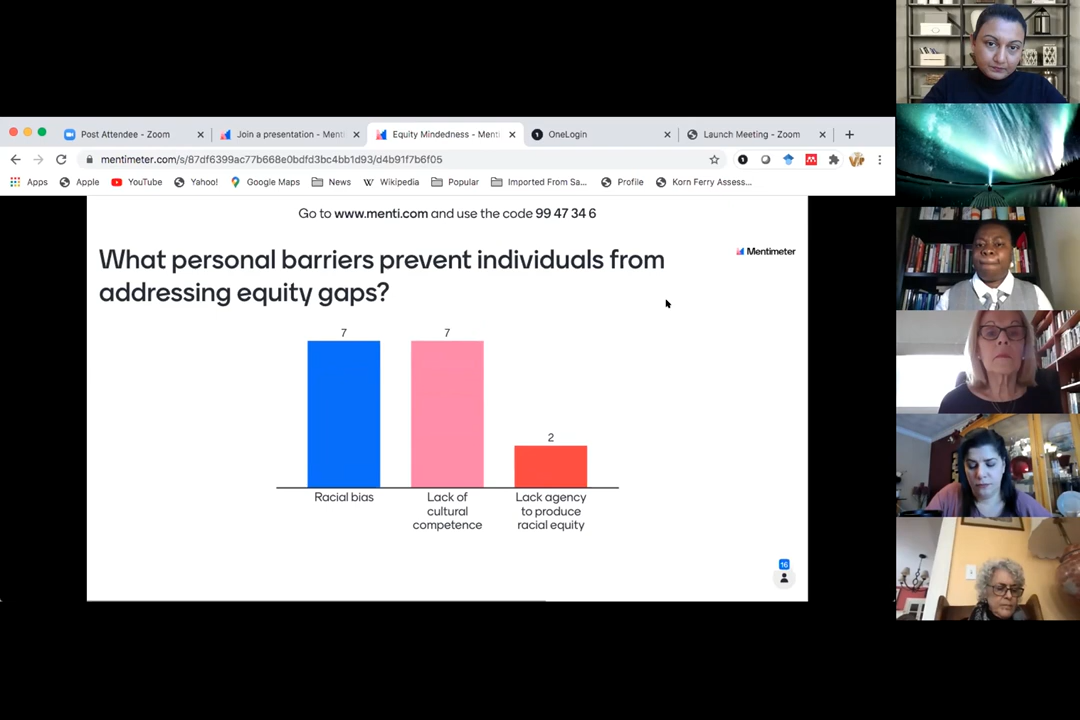 Post Attendee - Zoom
Join a presentation - Menti
Equity Mindedness - Menti
OneLogin
Launch Meeting - Zoom
mentimeter.com/s/87df6399ac77b668e0bdfd3bc4bb1d93/d4b91f7b6f05
Apps Apple YouTube Yahoo! Google Maps News Wikipedia Popular Imported From Sa... Profile Korn Ferry Assess...
Go to www.menti.com and use the code 99 47 34 6
Mentimeter
What personal barriers prevent individuals from
addressing equity gaps?
7 7
2
Racial bias
Lack of
cultural
competence
Lack agency
to produce
racial equity
16